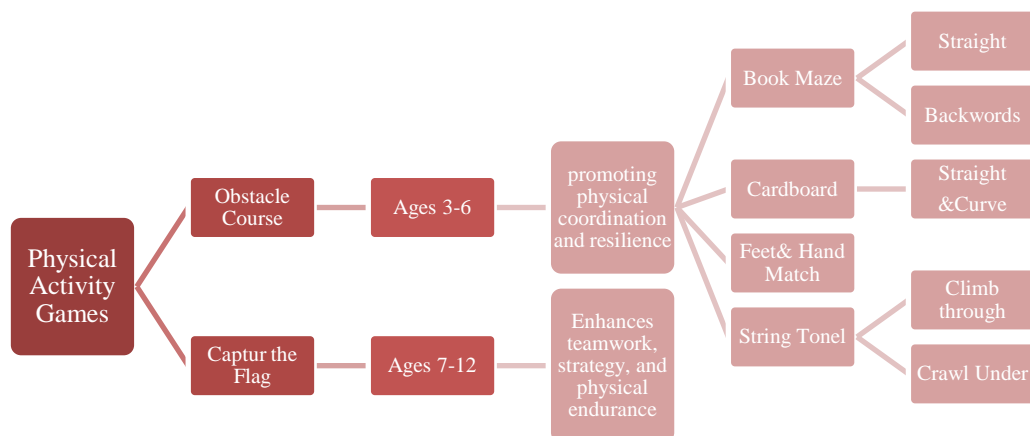 Physical
Activity
Games
Obstacle
Course
Ages 3-6
promoting
physical
coordination
and resilience
Book Maze
Straight
Backwords
Cardboard
Straight
&Curve
Feet& Hand
Match
String Tonel
Climb
through
Crawl Under
Captur the
Flag
Ages 7-12
Enhances
teamwork,
strategy, and
physical
endurance